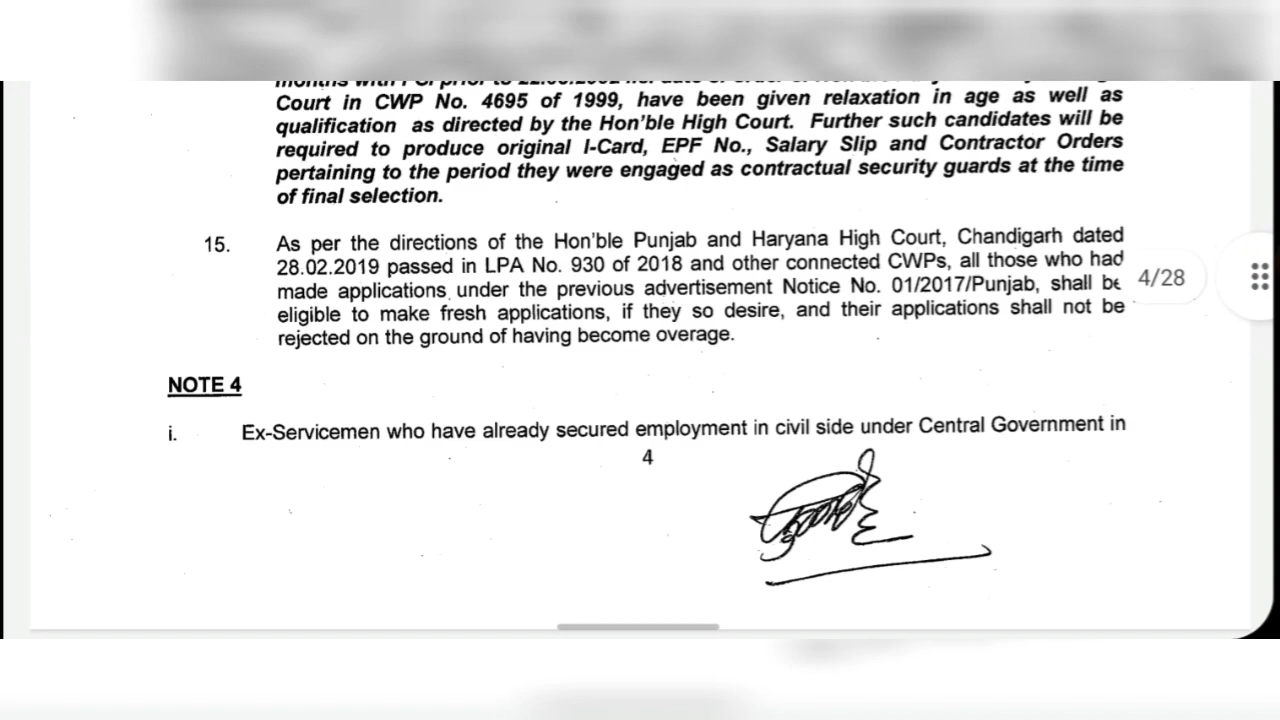 Court in CWP No. 4695 of 1999, have been given relaxation in age as well as
qualification as directed by the Hon'ble High Court. Further such candidates will be
required to produce original I-Card, EPF No., Salary Slip and Contractor Orders
pertaining to the period they were engaged as contractual security guards at the time
of final selection.
15. As per the directions of the Hon'ble Punjab and Haryana High Court, Chandigarh dated
28.02.2019 passed in LPA No. 930 of 2018 and other connected CWPs, all those who had
made applications under the previous advertisement Notice No. 01/2017/Punjab, shall be
4/28
eligible to make fresh applications, if they so desire, and their applications shall not be
rejected on the ground of having become overage.
NOTE 4
i. Ex-Servicemen who have already secured employment in civil side under Central Government in
4